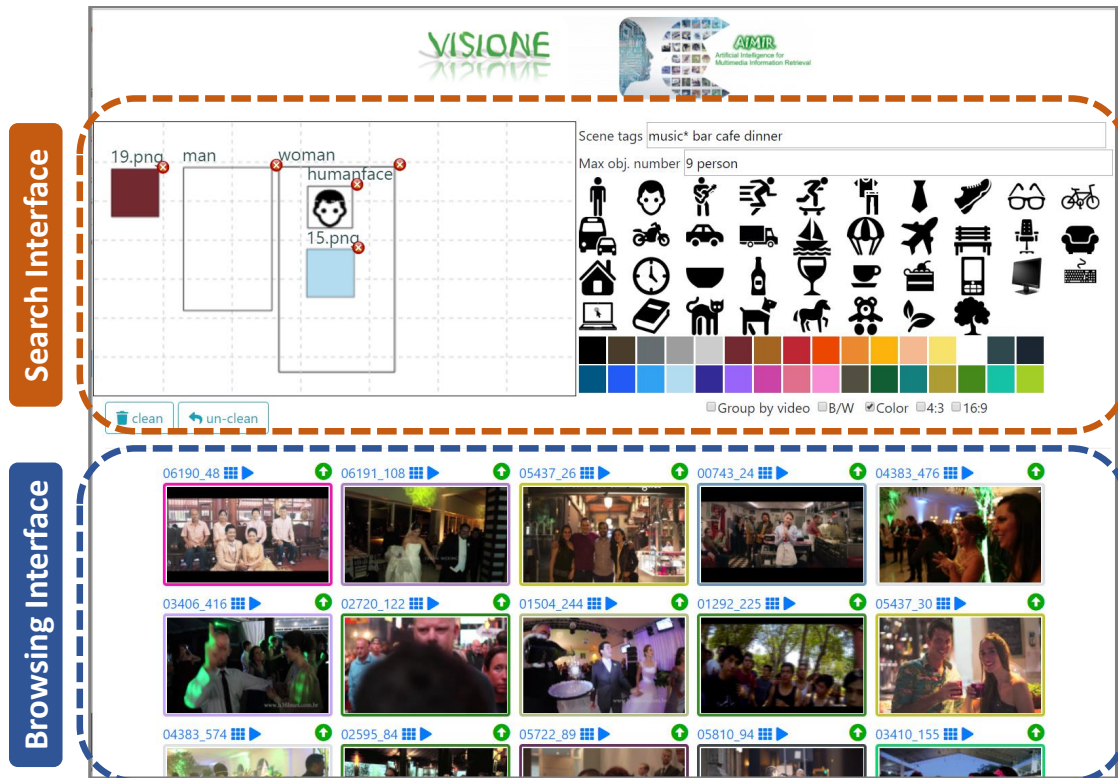 VISIONE
AIMIR
Artificial Intelligence for
Multimedia Information Retrieval
Search Interface
19.png
man
woman
humanface
15.png
Scene tags music* bar cafe dinner
Max obj. number 9 person
clean
un-clean
Group by video B/W Color 4:3 16:9
Browsing Interface
06190_48
06191_108
05437_26
00743_24
04383_476
03406_416
02720_122
01504_244
01292_225
05437_30
04383_574
02595_84
05722_89
05810_94
03410_155